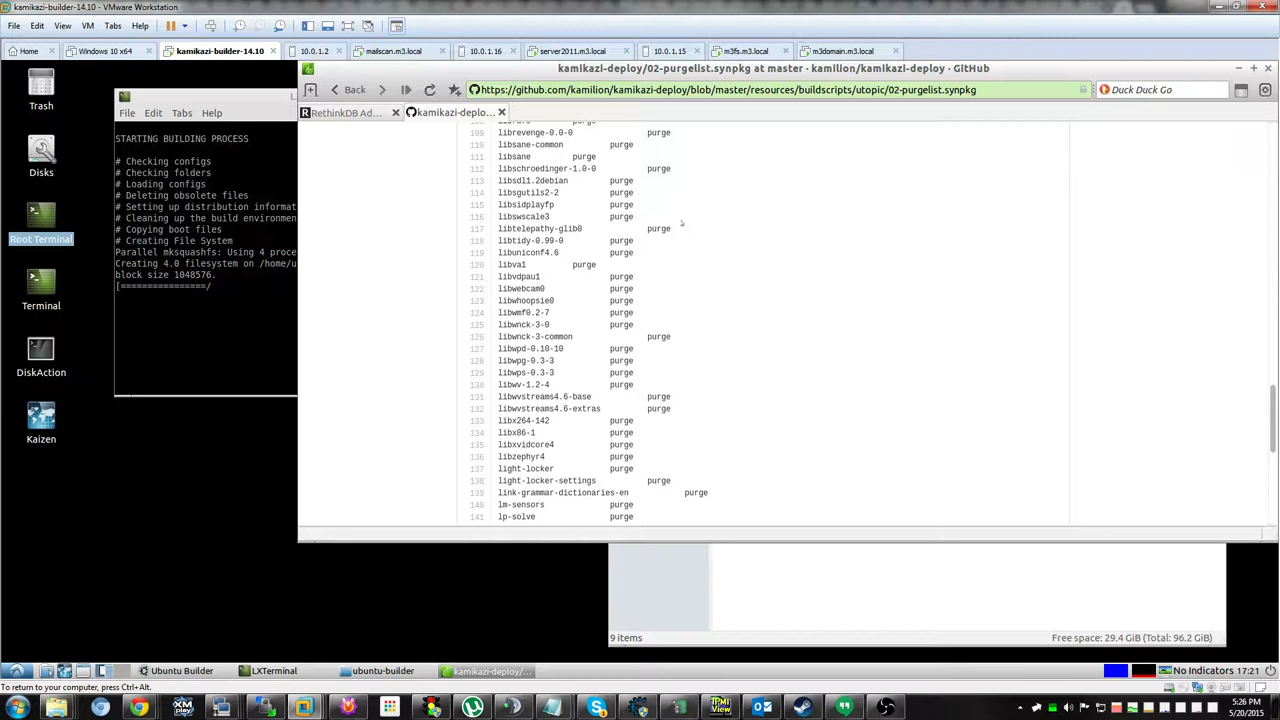 kamikazi-builder-14.10 - VMware Workstation
File Edit View VM Tabs Help
Home Windows 10 x64 kamikazi-builder-14.10 10.0.1.2 mailscan.m3.local 10.0.1.16 server2011.m3.local 10.0.1.15 m3fs.m3.local m3domain.m3.local
kamikazi-deploy/02-purgelist.synpkg at master · kamilion/kamikazi-deploy · GitHub
Back https://github.com/kamilion/kamikazi-deploy/blob/master/resources/buildscripts/utopic/02-purgelist.synpkg Duck Duck Go
RethinkDB Ad... kamikazi-deplo...
Trash
Disks
Root Terminal
Terminal
DiskAction
Kaizen
File Edit Tabs Help
STARTING BUILDING PROCESS
# Checking configs
# Checking folders
# Loading configs
# Deleting obsolete files
# Setting up distribution informat
# Cleaning up the build environmen
# Copying boot files
# Creating File System
Parallel mksquashfs: Using 4 proce
Creating 4.0 filesystem on /home/u
block size 1048576.
[================/
109 librevenge-0.0-0 purge
110 libsane-common purge
111 libsane purge
112 libschroedinger-1.0-0 purge
113 libsdl1.2debian purge
114 libsgutils2-2 purge
115 libsidplayfp purge
116 libswscale3 purge
117 libtelepathy-glib0 purge
118 libtidy-0.99-0 purge
119 libuniconf4.6 purge
120 libva1 purge
121 libvdpau1 purge
122 libwebcam0 purge
123 libwhoopsie0 purge
124 libwmf0.2-7 purge
125 libwnck-3-0 purge
126 libwnck-3-common purge
127 libwpd-0.10-10 purge
128 libwpg-0.3-3 purge
129 libwps-0.3-3 purge
130 libwv-1.2-4 purge
131 libwvstreams4.6-base purge
132 libwvstreams4.6-extras purge
133 libx264-142 purge
134 libx86-1 purge
135 libxvidcore4 purge
136 libzephyr4 purge
137 light-locker purge
138 light-locker-settings purge
139 link-grammar-dictionaries-en purge
140 lm-sensors purge
141 lp-solve purge
9 items Free space: 29.4 GiB (Total: 96.2 GiB)
Ubuntu Builder LXTerminal ubuntu-builder kamikazi-deploy/... No Indicators 17:21
To return to your computer, press Ctrl+Alt.
5:26 PM
5/20/2015